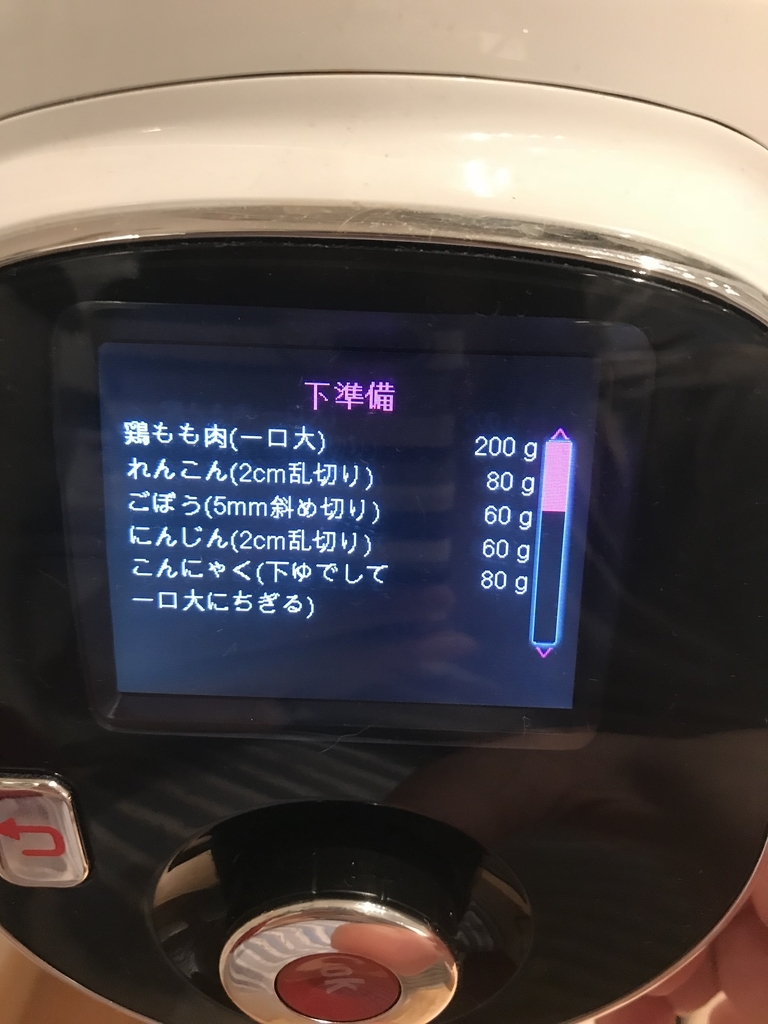 下準備
鶏もも肉(一口大) 200 g
れんこん(2cm乱切り) 80 g
ごぼう(5mm斜め切り) 60 g
にんじん(2cm乱切り) 60 g
こんにゃく(下ゆでして 80 g
一口大にちぎる)
OK